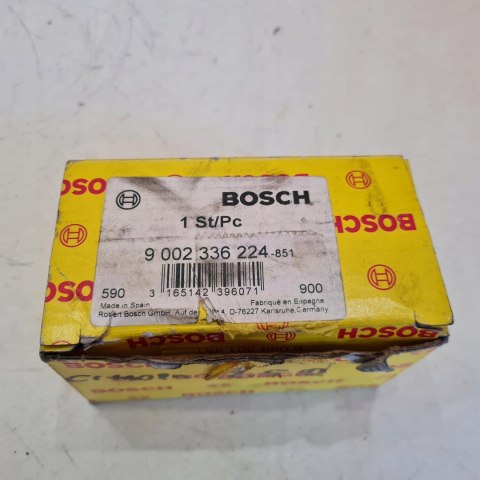 BOSCH
1 St/Pc
9 002 336 224-851
590 3 165142 396071 900
Made in Spain Fabriqué en Espagne
Robert Bosch GmbH, Auf der 4, D-76227 Karlsruhe, Germany
BOSCH
BOSCH
BOSCH BOSCH